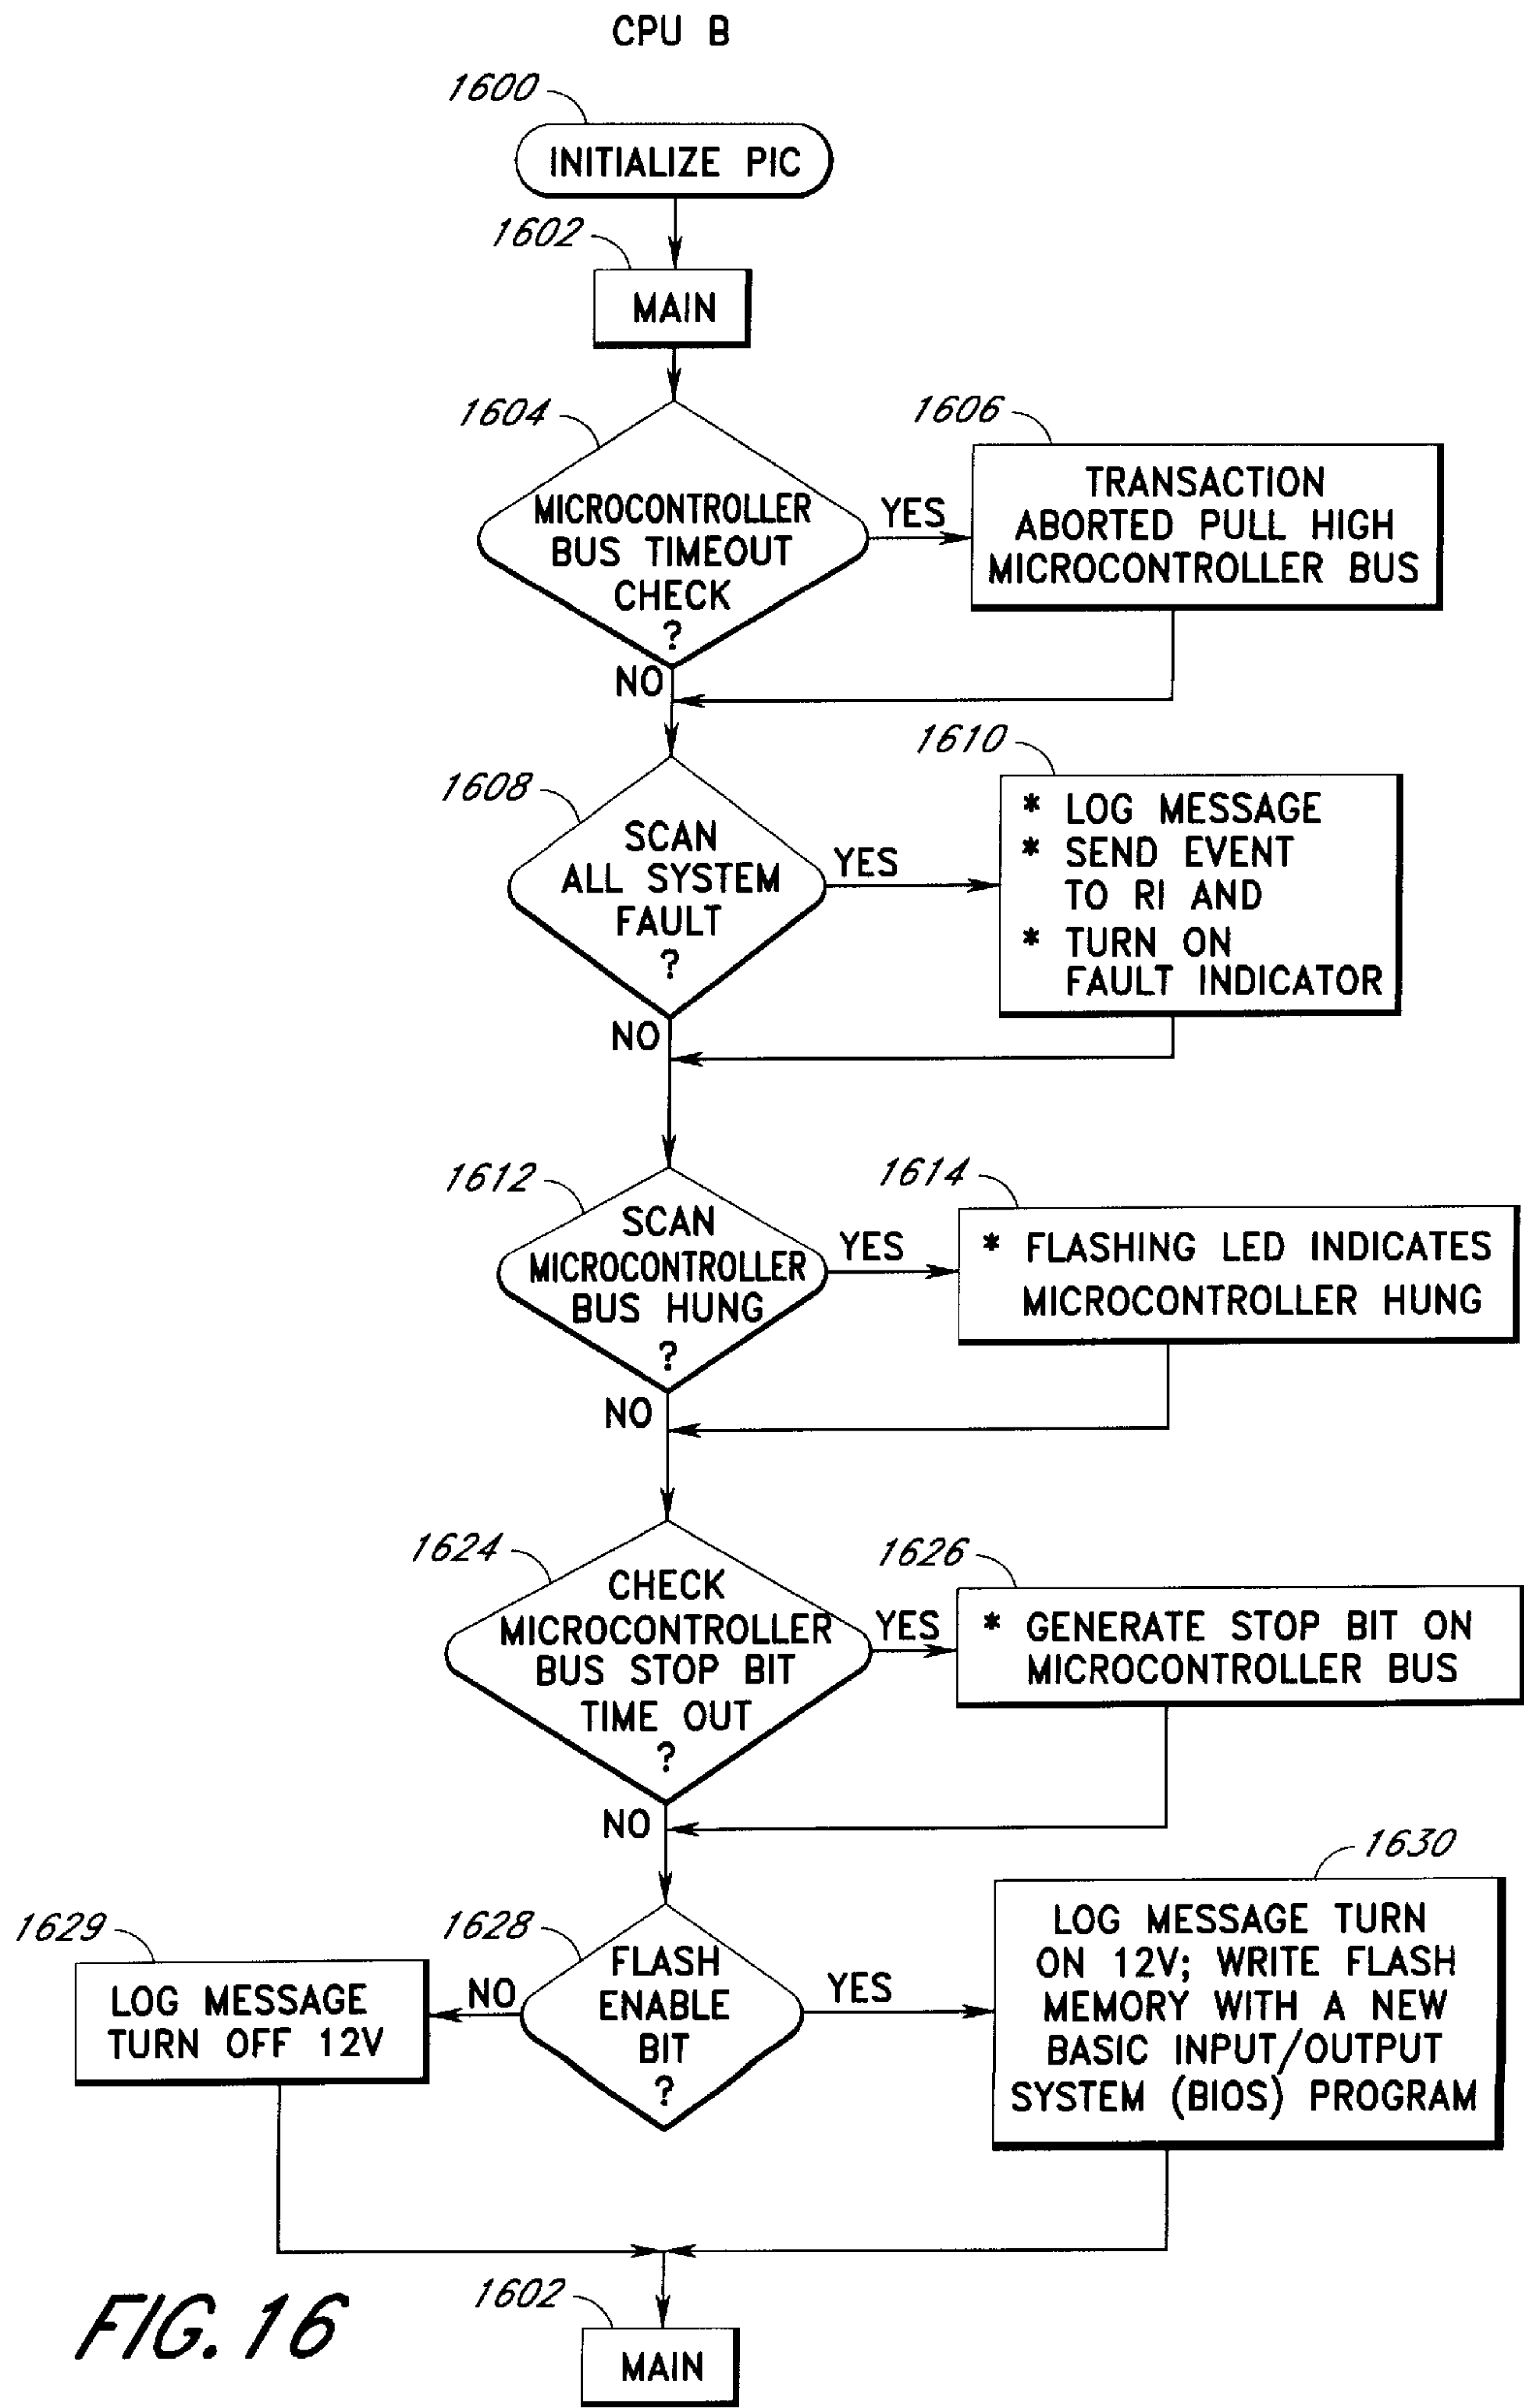 CPU B
1600
INITIALIZE PIC
1602
MAIN
1604
MICROCONTROLLER
BUS TIMEOUT
CHECK
?
YES
NO
1606
TRANSACTION
ABORTED PULL HIGH
MICROCONTROLLER BUS
1608
SCAN
ALL SYSTEM
FAULT
?
YES
NO
1610
* LOG MESSAGE
* SEND EVENT
TO RI AND
* TURN ON
FAULT INDICATOR
1612
SCAN
MICROCONTROLLER
BUS HUNG
?
YES
NO
1614
* FLASHING LED INDICATES
MICROCONTROLLER HUNG
1624
CHECK
MICROCONTROLLER
BUS STOP BIT
TIME OUT
?
YES
NO
1626
* GENERATE STOP BIT ON
MICROCONTROLLER BUS
1628
FLASH
ENABLE
BIT
?
NO
YES
1629
LOG MESSAGE
TURN OFF 12V
1630
LOG MESSAGE TURN
ON 12V; WRITE FLASH
MEMORY WITH A NEW
BASIC INPUT/OUTPUT
SYSTEM (BIOS) PROGRAM
1602
MAIN
FIG. 16